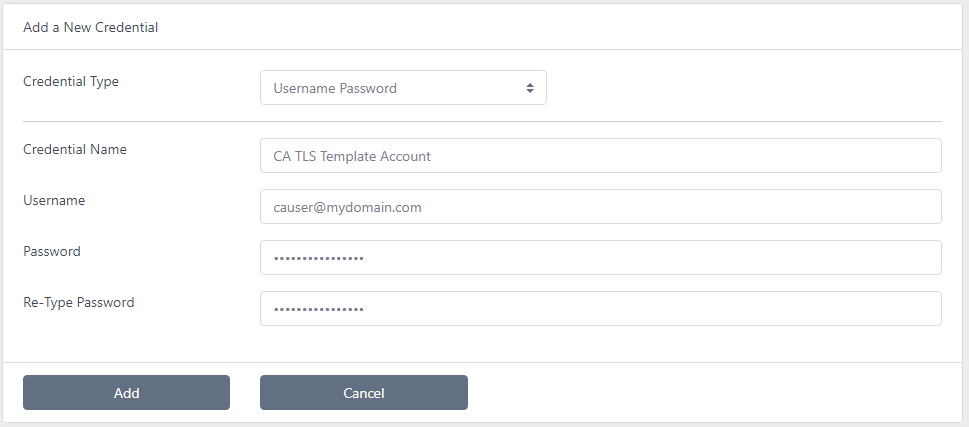 Add a New Credential
Credential Type
Username Password
Credential Name
CA TLS Template Account
Username
causer@mydomain.com
Password
••••••••••••••••
Re-Type Password
••••••••••••••••
Add
Cancel